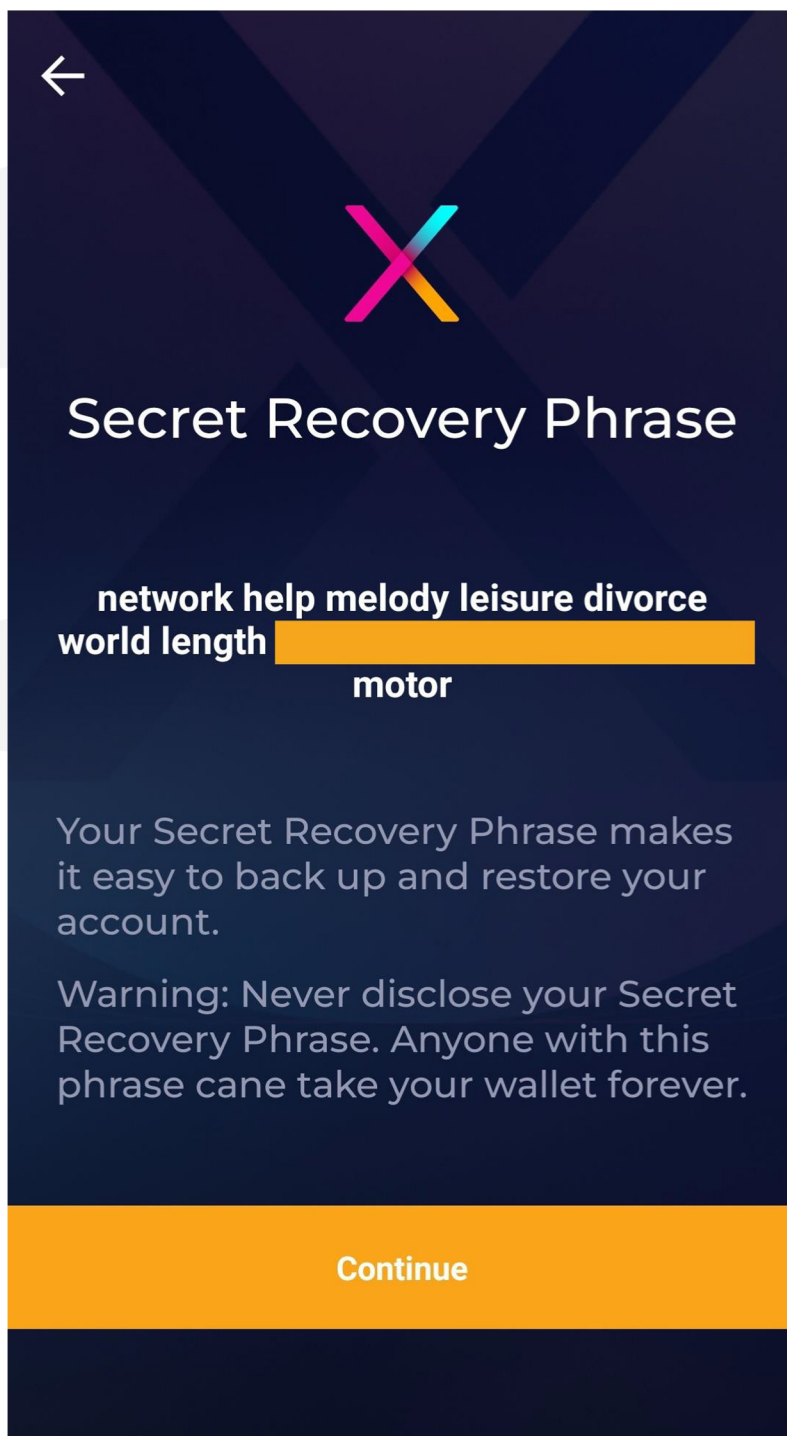 Secret Recovery Phrase
network help melody leisure divorce
world length
motor
Your Secret Recovery Phrase makes
it easy to back up and restore your
account.
Warning: Never disclose your Secret
Recovery Phrase. Anyone with this
phrase cane take your wallet forever.
Continue